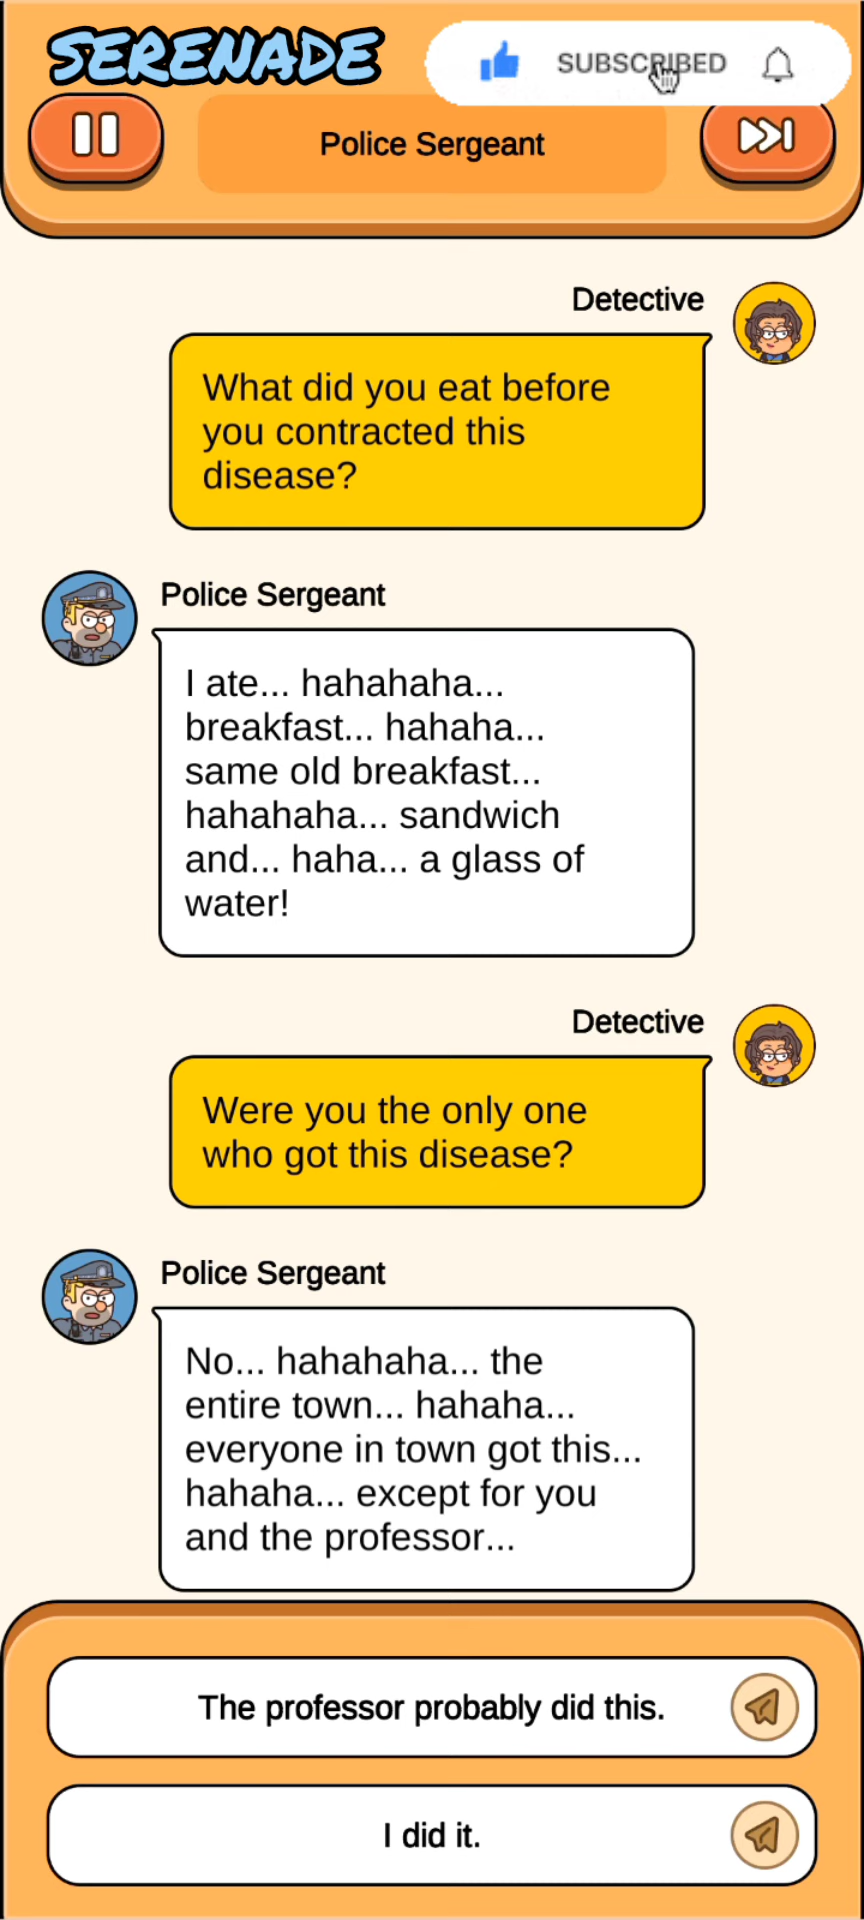 SERENADE
SUBSCRIBED
Police Sergeant
Detective
What did you eat before
you contracted this
disease?
Police Sergeant
I ate... hahahaha...
breakfast... hahaha...
same old breakfast...
hahahaha... sandwich
and... haha... a glass of
water!
Detective
Were you the only one
who got this disease?
Police Sergeant
No... hahahaha... the
entire town... hahaha...
everyone in town got this...
hahaha... except for you
and the professor...
The professor probably did this.
I did it.